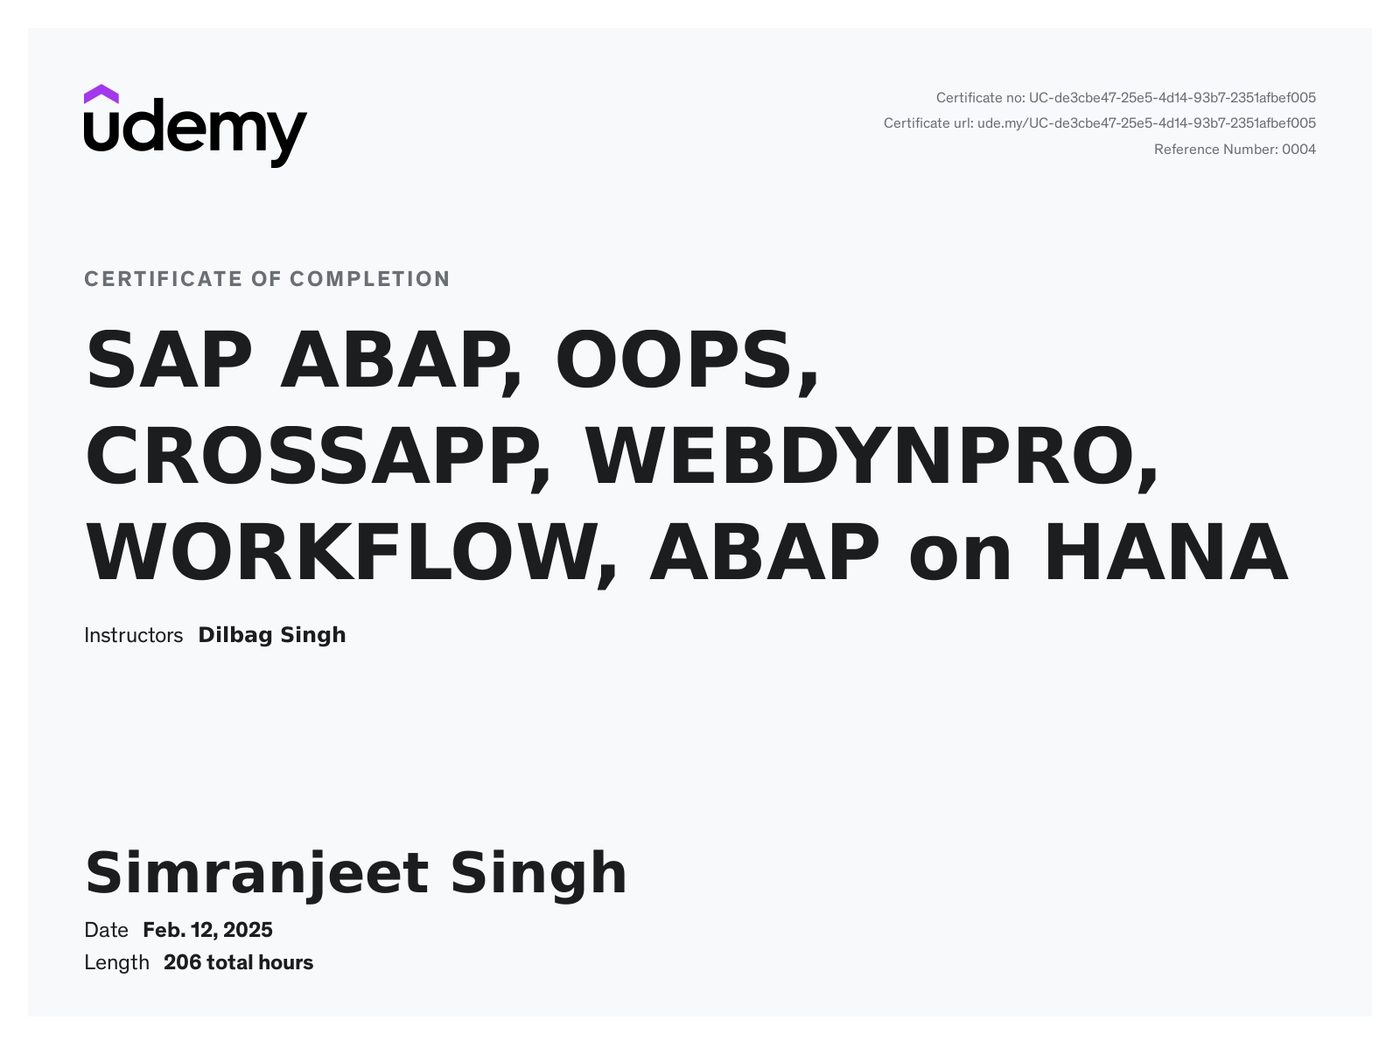 udemy
Certificate no: UC-de3cbe47-25e5-4d14-93b7-2351afbef005
Certificate url: ude.my/UC-de3cbe47-25e5-4d14-93b7-2351afbef005
Reference Number: 0004
CERTIFICATE OF COMPLETION
SAP ABAP, OOPS,
CROSSAPP, WEBDYNPRO,
WORKFLOW, ABAP on HANA
Instructors Dilbag Singh
Simranjeet Singh
Date Feb. 12, 2025
Length 206 total hours